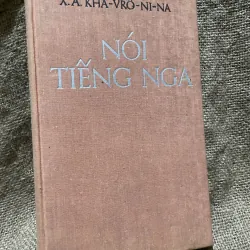 X. A. KHA-VRÔ-NI-NA
NÓI
TIẾNG NGA